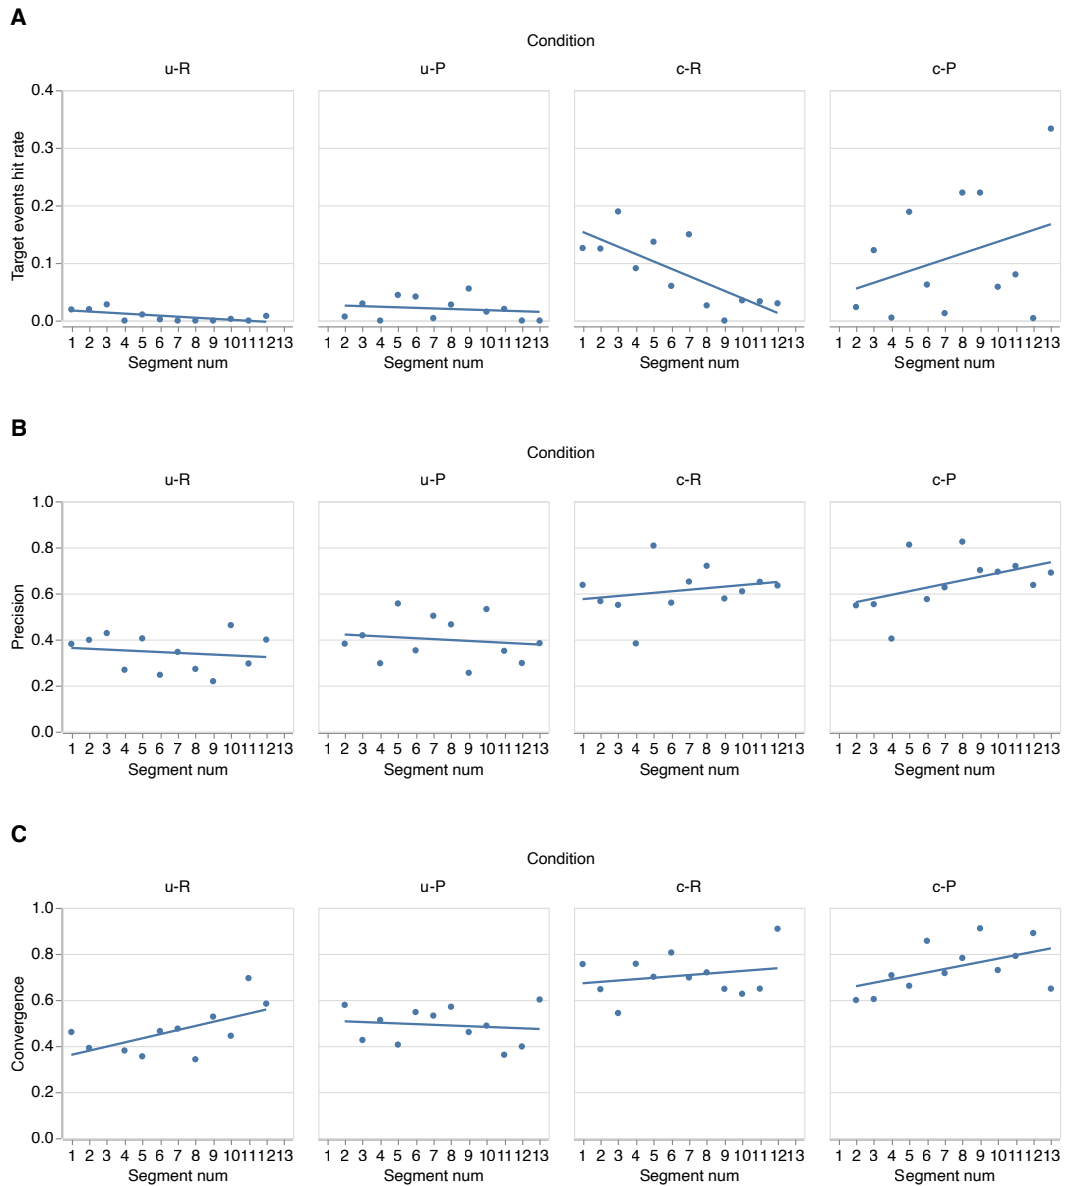 A
Condition
u-R u-P c-R c-P
Target events hit rate
0.4
0.3
0.2
0.1
0.0
1 2 3 4 5 6 7 8 9 10 11 12 13 1 2 3 4 5 6 7 8 9 10 11 12 13 1 2 3 4 5 6 7 8 9 10 11 12 13 1 2 3 4 5 6 7 8 9 10 11 12 13
Segment num Segment num Segment num Segment num
B
Condition
u-R u-P c-R c-P
Precision
1.0
0.8
0.6
0.4
0.2
0.0
1 2 3 4 5 6 7 8 9 10 11 12 13 1 2 3 4 5 6 7 8 9 10 11 12 13 1 2 3 4 5 6 7 8 9 10 11 12 13 1 2 3 4 5 6 7 8 9 10 11 12 13
Segment num Segment num Segment num Segment num
C
Condition
u-R u-P c-R c-P
Convergence
1.0
0.8
0.6
0.4
0.2
0.0
1 2 3 4 5 6 7 8 9 10 11 12 13 1 2 3 4 5 6 7 8 9 10 11 12 13 1 2 3 4 5 6 7 8 9 10 11 12 13 1 2 3 4 5 6 7 8 9 10 11 12 13
Segment num Segment num Segment num Segment num